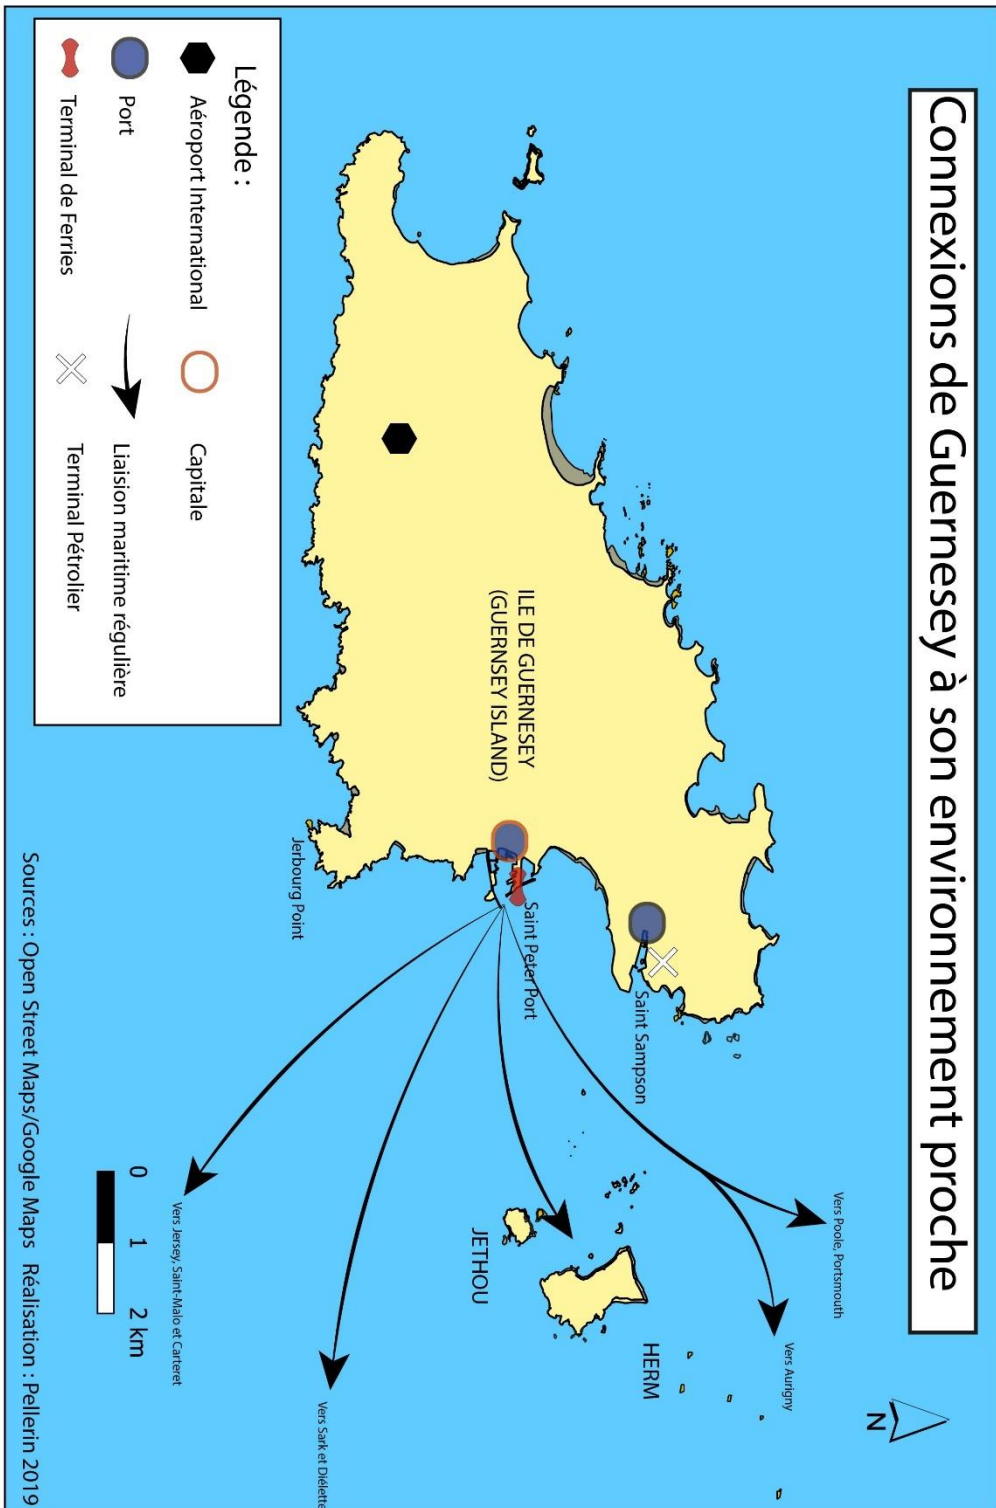 Connexions de Guernesey à son environnement proche
N
Vers Poole, Portsmouth
Vers Aurigny
HERM
JETHOU
Saint Sampson
Saint Peter Port
ILE DE GUERNESEY
(GUERNSEY ISLAND)
Jerbourg Point
Vers Sark et Diélette
Vers Jersey, Saint-Malo et Carteret
0 1 2 km
Légende :
Aéroport International
Capitale
Port
Liaison maritime régulière
Terminal de Ferries
Terminal Pétrolier
Sources : Open Street Maps/Google Maps Réalisation : Pellerin 2019